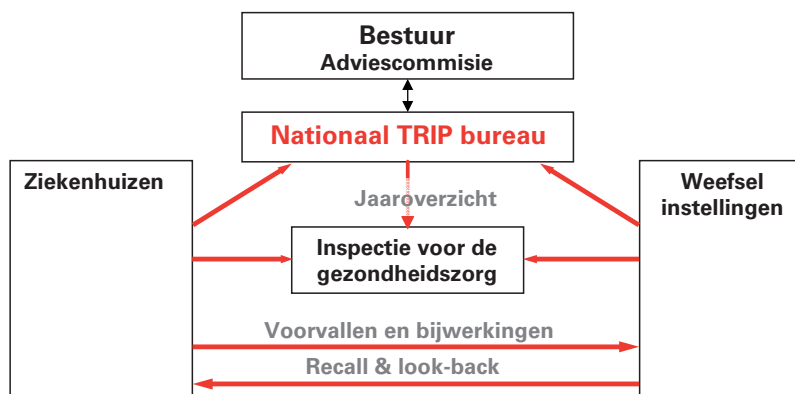 Bestuur
Adviescommisie
Nationaal TRIP bureau
Ziekenhuizen
Weefsel
instellingen
Jaaroverzicht
Inspectie voor de
gezondheidszorg
Voorvallen en bijwerkingen
Recall & look-back